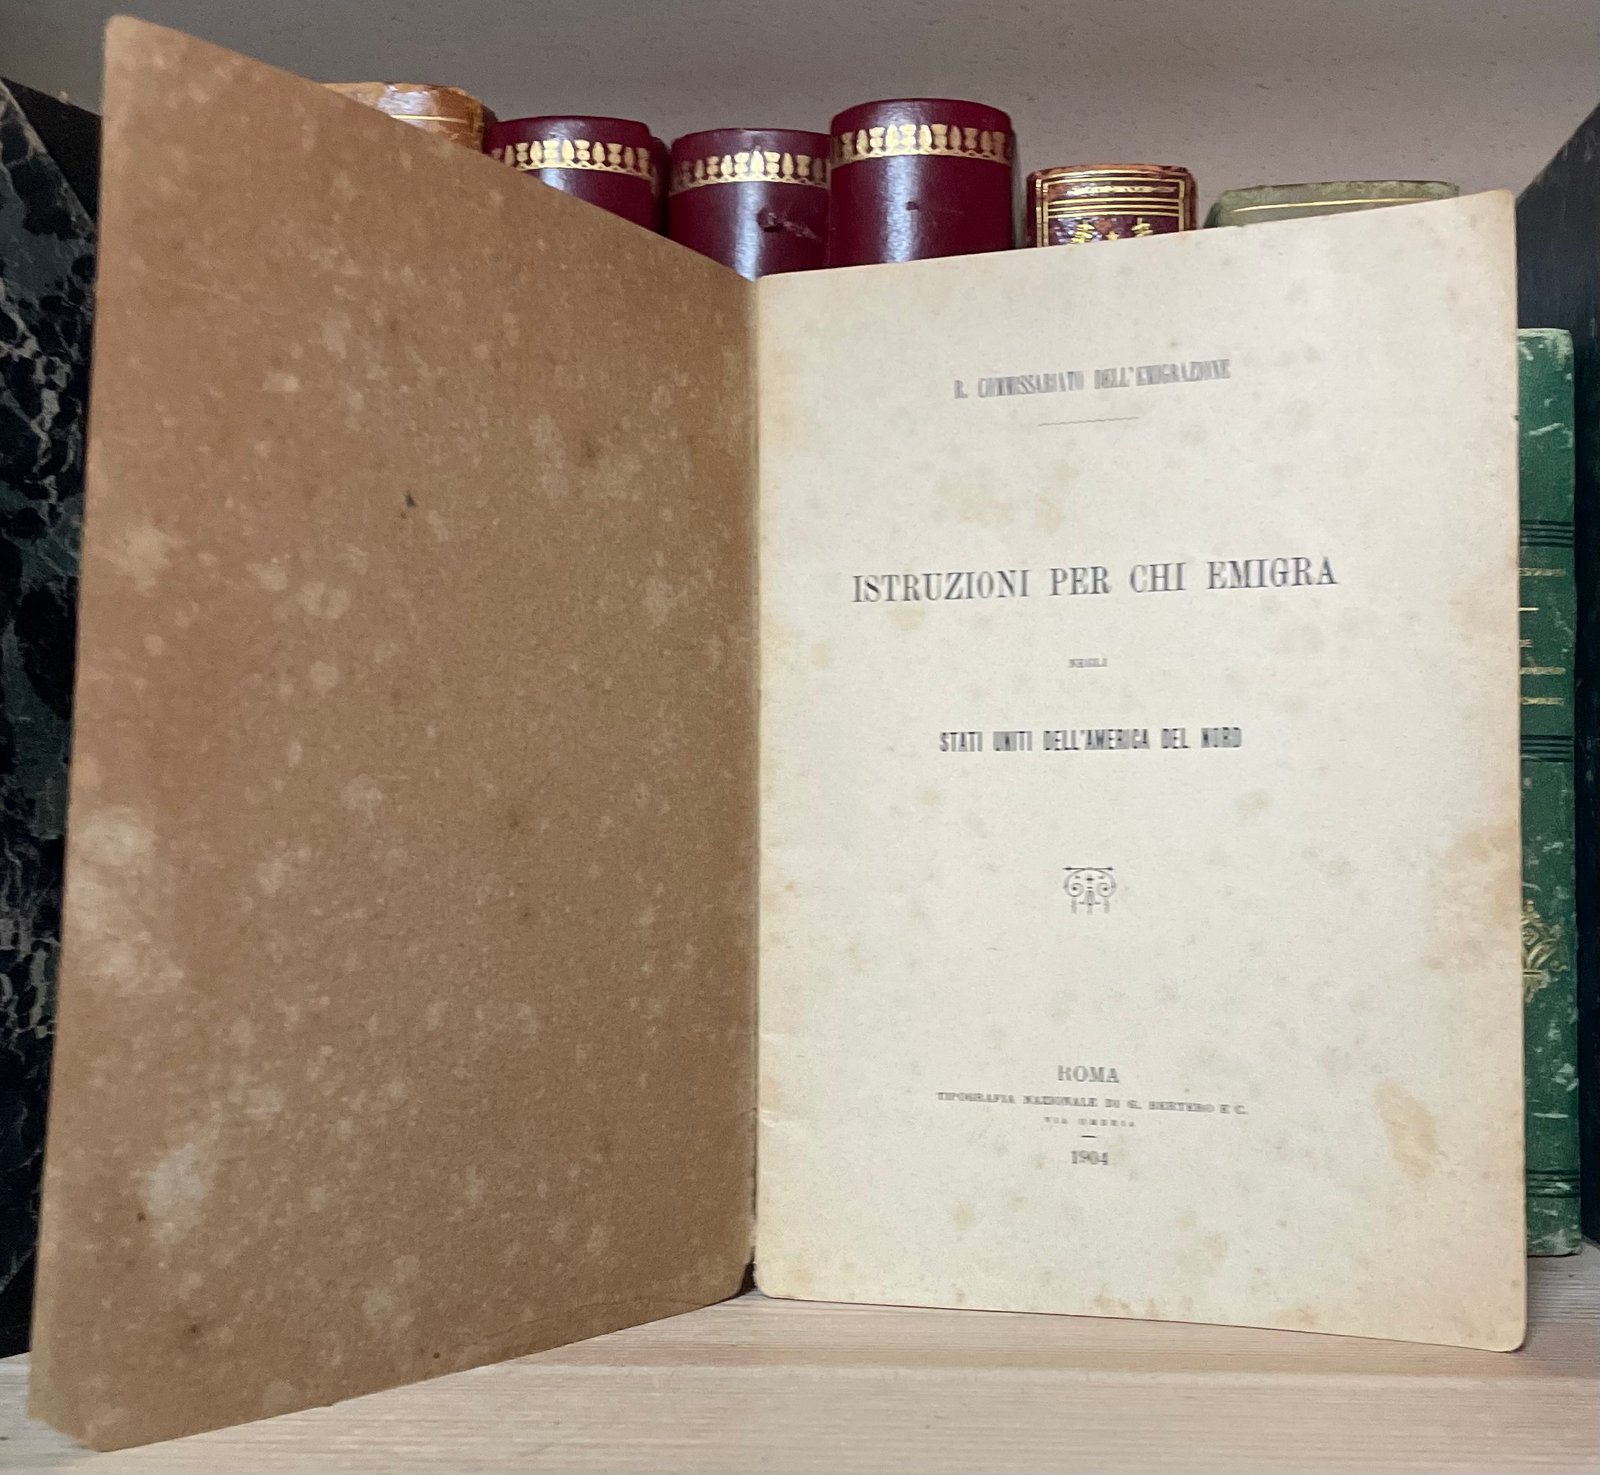 R. COMMISSARIATO DELL'EMIGRAZIONE
ISTRUZIONI PER CHI EMIGRA
NEGLI
STATI UNITI DELL'AMERICA DEL NORD
ROMA
TIPOGRAFIA NAZIONALE DI G. BERTERO E C.
VIA UMBRIA
1904
DE